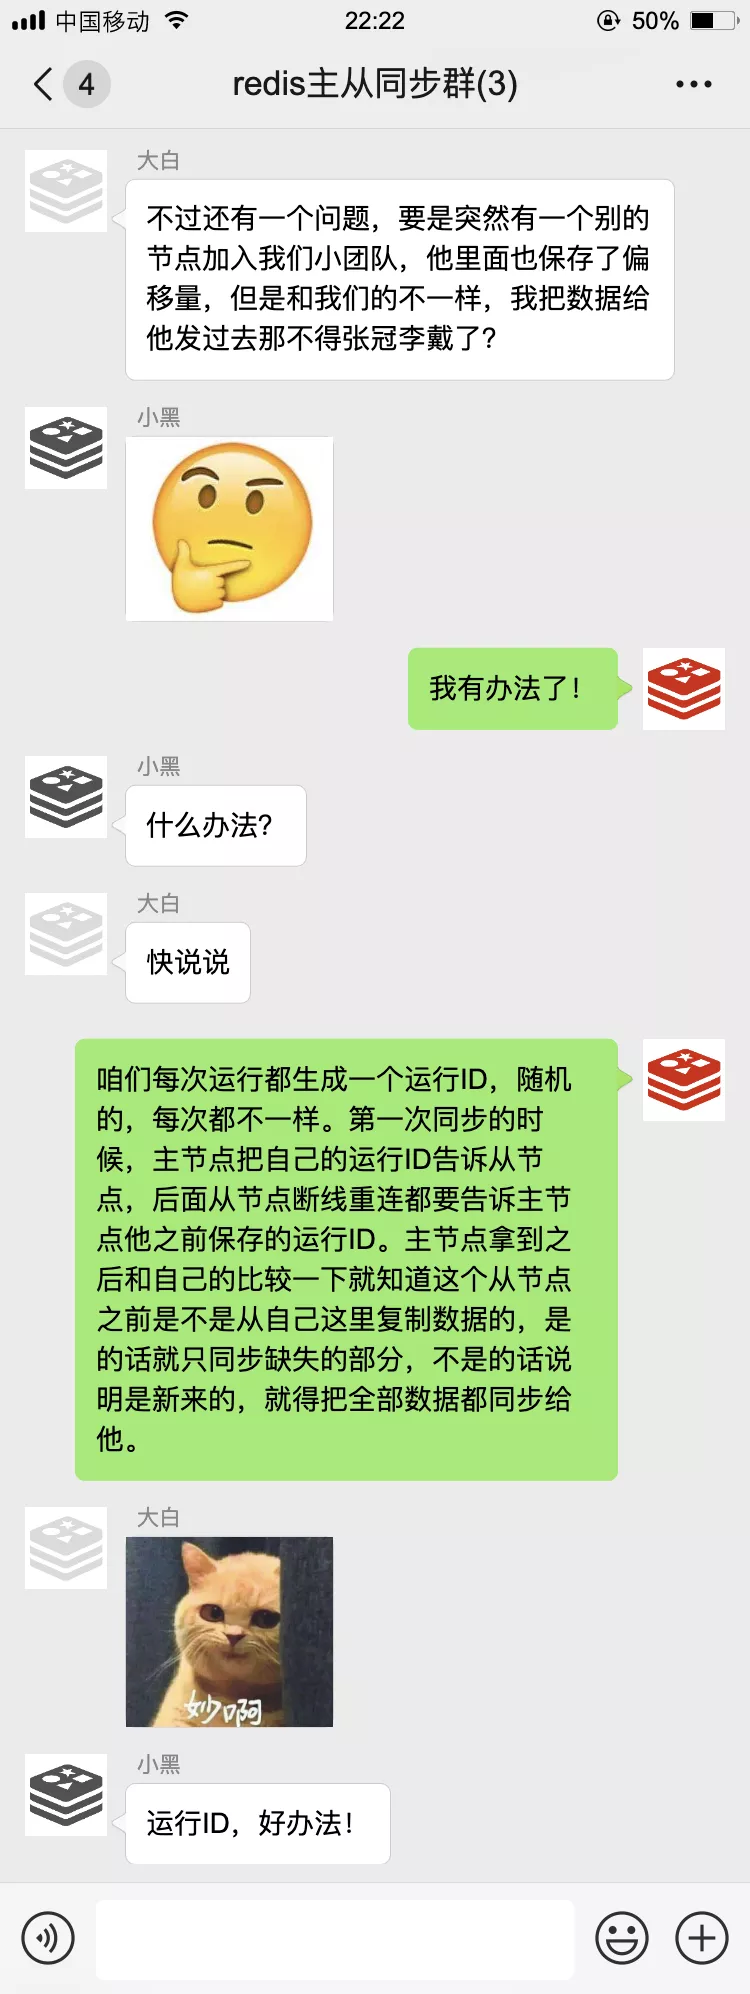 中国移动
22:22
50%
4
redis主从同步群(3)
大白
不过还有一个问题，要是突然有一个别的
节点加入我们小团队，他里面也保存了偏
移量，但是和我们的不一样，我把数据给
他发过去那不得张冠李戴了？
小黑
我有办法了！
小黑
什么办法？
大白
快说说
咱们每次运行都生成一个运行ID，随机
的，每次都不一样。第一次同步的时
候，主节点把自己的运行ID告诉从节
点，后面从节点断线重连都要告诉主节
点他之前保存的运行ID。主节点拿到之
后和自己的比较一下就知道这个从节点
之前是不是从自己这里复制数据的，是
的话就只同步缺失的部分，不是的话说
明是新来的，就得把全部数据都同步给
他。
大白
妙啊
小黑
运行ID，好办法！